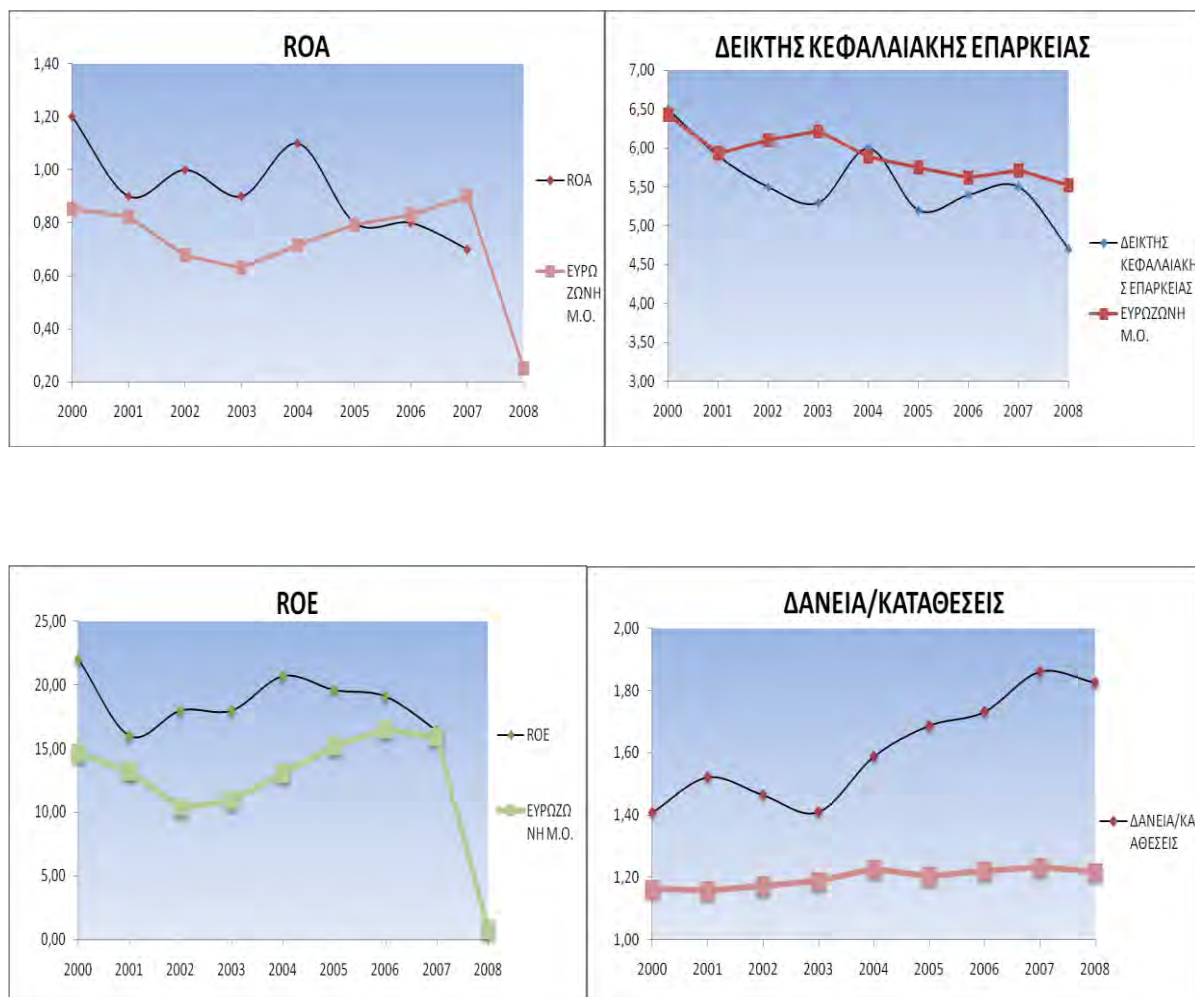 ROA
1,40
1,20
1,00
0,80
0,60
0,40
0,20
2000 2001 2002 2003 2004 2005 2006 2007 2008
ROA
ΕΥΡΩ
ΖΩΝΗ
Μ.Ο.
ΔΕΙΚΤΗΣ ΚΕΦΑΛΑΙΑΚΗΣ ΕΠΑΡΚΕΙΑΣ
7,00
6,50
6,00
5,50
5,00
4,50
4,00
3,50
3,00
2000 2001 2002 2003 2004 2005 2006 2007 2008
ΔΕΙΚΤΗΣ
ΚΕΦΑΛΑΙΑΚΗ
Σ ΕΠΑΡΚΕΙΑΣ
ΕΥΡΩΖΩΝΗ
Μ.Ο.
ROE
25,00
20,00
15,00
10,00
5,00
0,00
2000 2001 2002 2003 2004 2005 2006 2007 2008
ROE
ΕΥΡΩΖΩ
ΝΗ Μ.Ο.
ΔΑΝΕΙΑ/ΚΑΤΑΘΕΣΕΙΣ
2,00
1,80
1,60
1,40
1,20
1,00
2000 2001 2002 2003 2004 2005 2006 2007 2008
ΔΑΝΕΙΑ/ΚΑ
ΑΘΕΣΕΙΣ